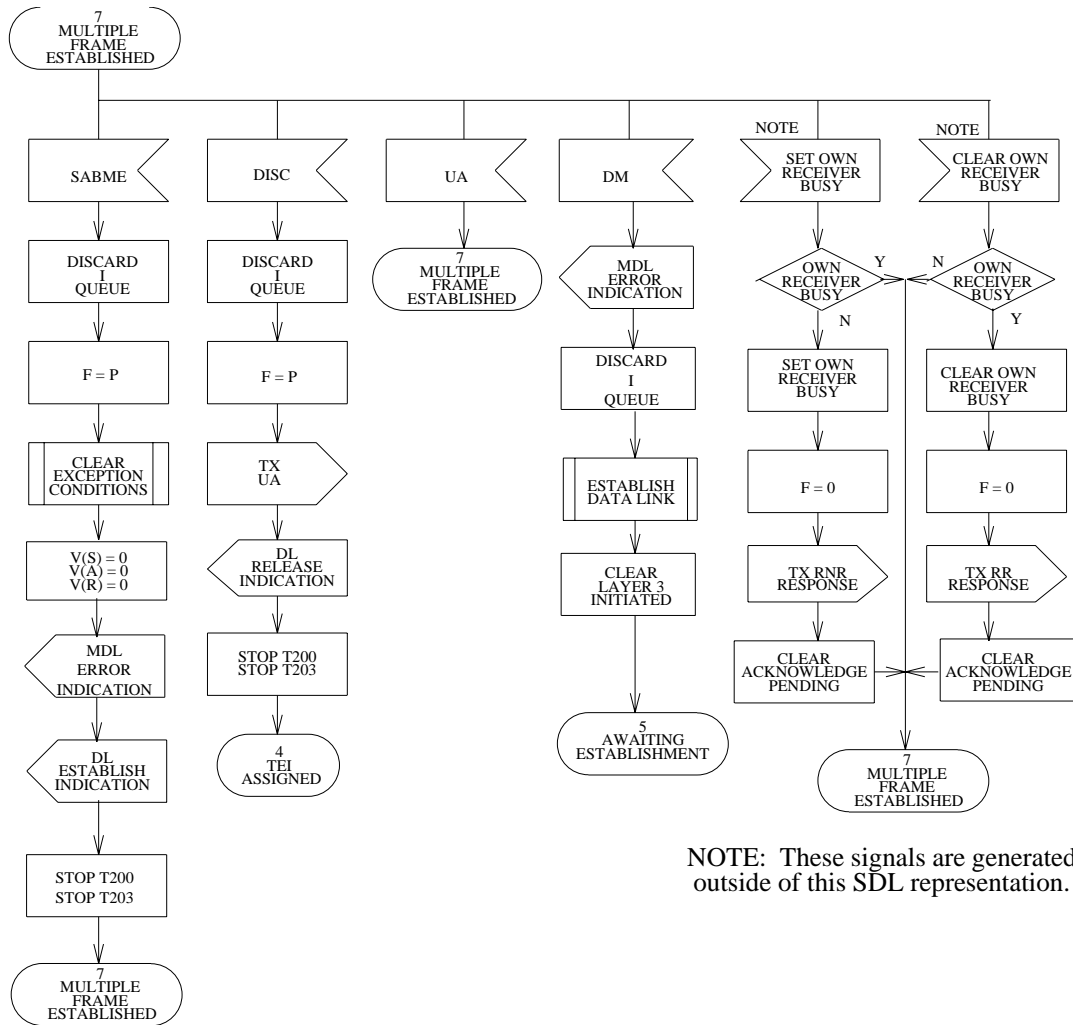 7
MULTIPLE
FRAME
ESTABLISHED
SABME
DISCARD
I
QUEUE
F = P
CLEAR
EXCEPTION
CONDITIONS
V(S) = 0
V(A) = 0
V(R) = 0
MDL
ERROR
INDICATION
DL
ESTABLISH
INDICATION
STOP T200
STOP T203
7
MULTIPLE
FRAME
ESTABLISHED
DISC
DISCARD
I
QUEUE
F = P
TX
UA
DL
RELEASE
INDICATION
STOP T200
STOP T203
4
TEI
ASSIGNED
UA
7
MULTIPLE
FRAME
ESTABLISHED
DM
MDL
ERROR
INDICATION
DISCARD
I
QUEUE
ESTABLISH
DATA LINK
CLEAR
LAYER 3
INITIATED
5
AWAITING
ESTABLISHMENT
NOTE
SET OWN
RECEIVER
BUSY
OWN
RECEIVER
BUSY
Y
N
SET OWN
RECEIVER
BUSY
F = 0
TX RNR
RESPONSE
CLEAR
ACKNOWLEDGE
PENDING
NOTE
CLEAR OWN
RECEIVER
BUSY
N
OWN
RECEIVER
BUSY
Y
CLEAR OWN
RECEIVER
BUSY
F = 0
TX RR
RESPONSE
CLEAR
ACKNOWLEDGE
PENDING
7
MULTIPLE
FRAME
ESTABLISHED
NOTE: These signals are generated
outside of this SDL representation.